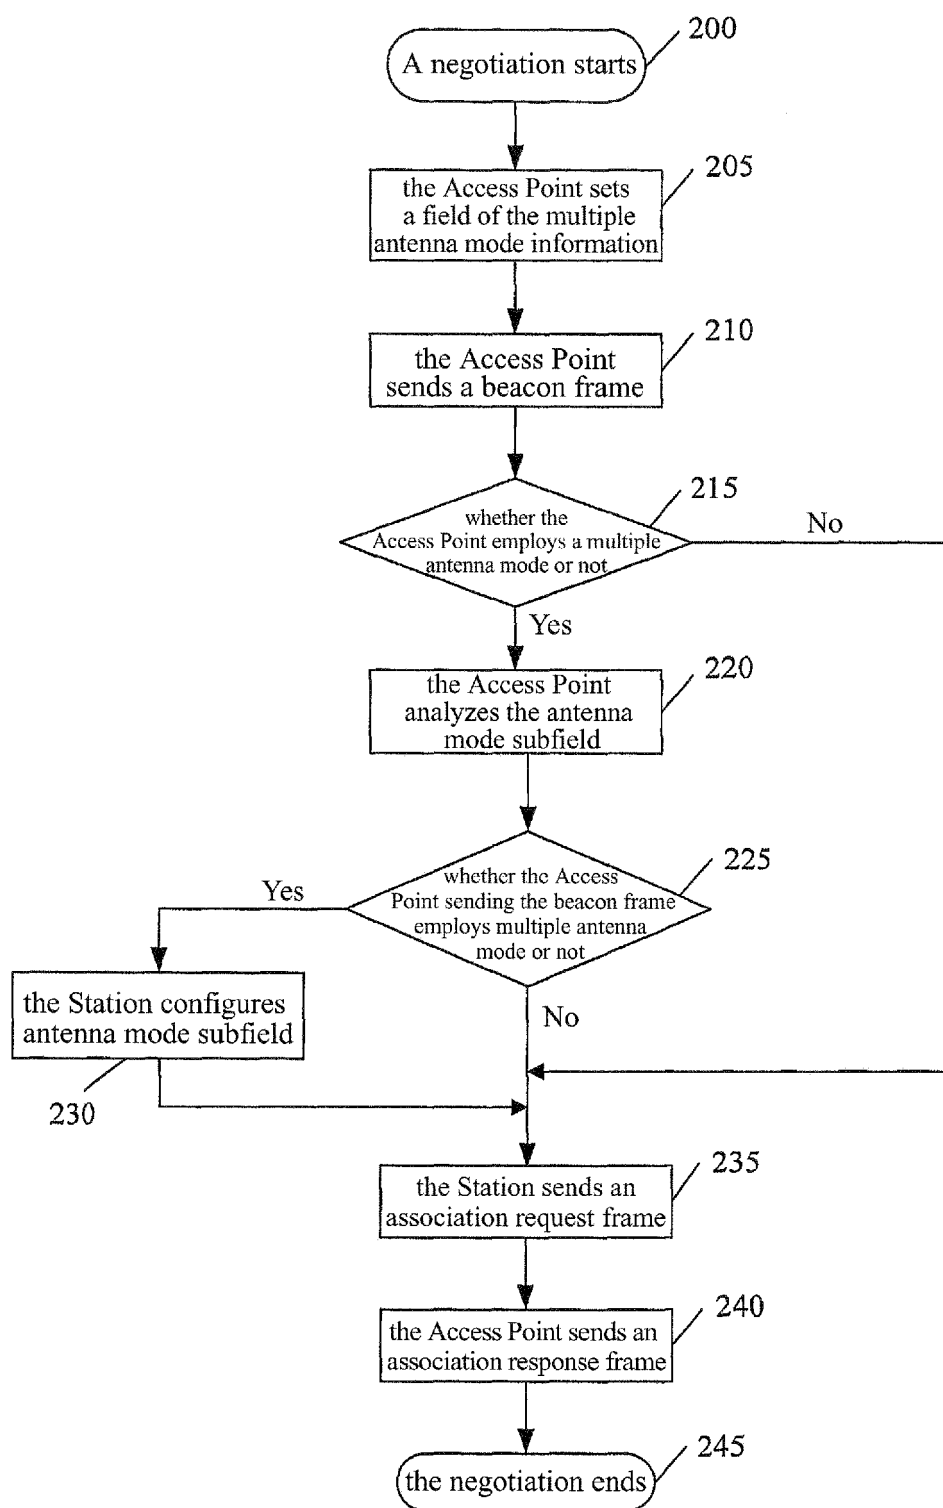 200
A negotiation starts
205
the Access Point sets
a field of the multiple
antenna mode information
210
the Access Point
sends a beacon frame
215
whether the
Access Point employs a multiple
antenna mode or not
No
Yes
220
the Access Point
analyzes the antenna
mode subfield
225
whether the Access
Point sending the beacon frame
employs multiple antenna
mode or not
Yes
the Station configures
antenna mode subfield
No
230
235
the Station sends an
association request frame
240
the Access Point sends an
association response frame
245
the negotiation ends